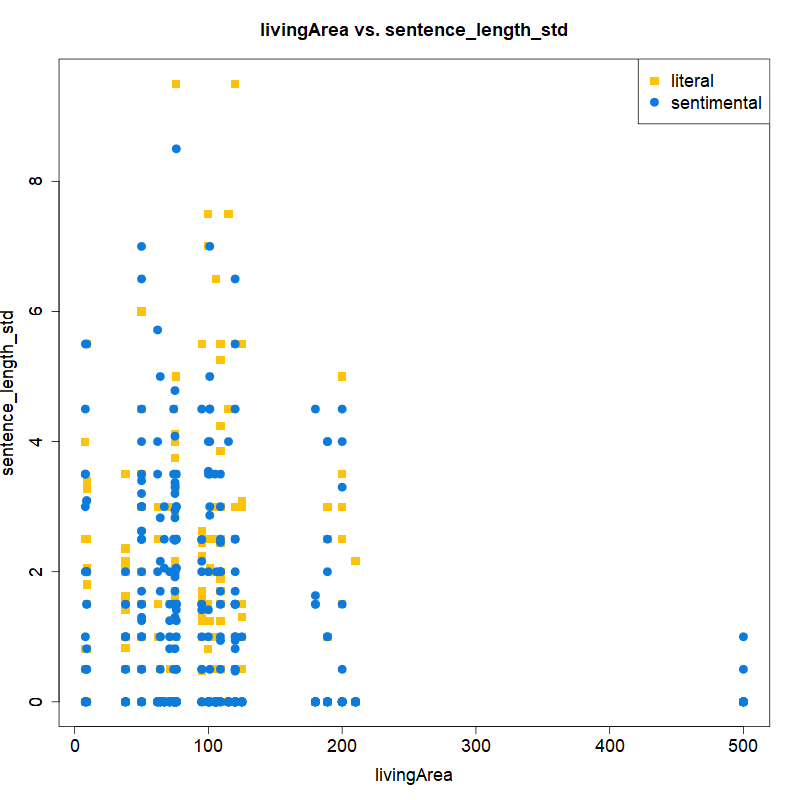 livingArea vs. sentence_length_std
literal
sentimental
sentence_length_std
8
6
4
2
0
0 100 200 300 400 500
livingArea